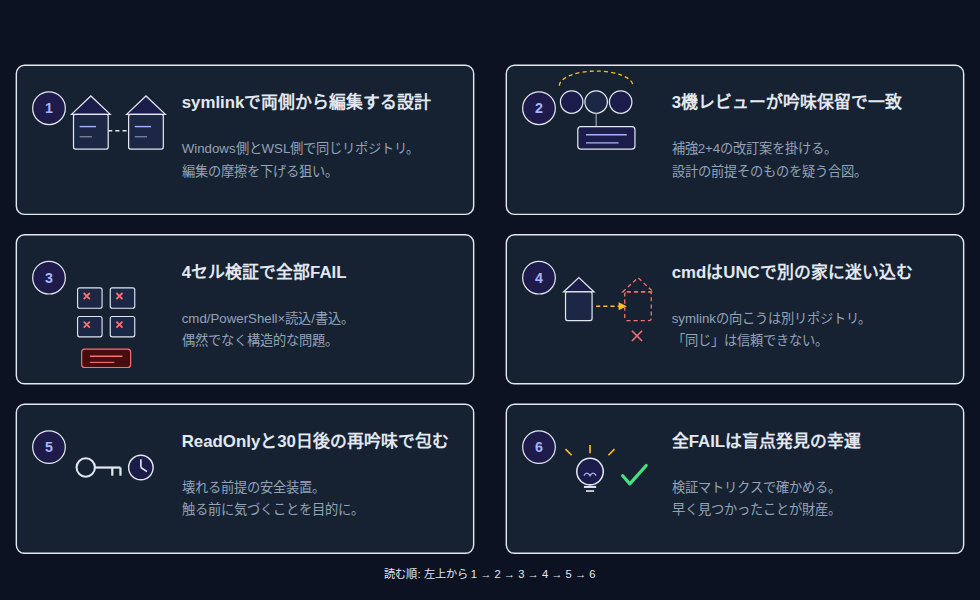 1
symlinkで両側から編集する設計
Windows側とWSL側で同じリポジトリ。
編集の摩擦を下げる狙い。
2
3機レビューが吟味保留で一致
補強2+4の改訂案を掛ける。
設計の前提そのものを疑う合図。
3
4セル検証で全部FAIL
cmd/PowerShell×読込/書込。
偶然でなく構造的な問題。
4
cmdはUNCで別の家に迷い込む
symlinkの向こうは別リポジトリ。
「同じ」は信頼できない。
5
ReadOnlyと30日後の再吟味で包む
壊れる前提の安全装置。
触る前に気づくことを目的に。
6
全FAILは盲点発見の幸運
検証マトリクスで確かめる。
早く見つかったことが財産。
読む順: 左上から 1 → 2 → 3 → 4 → 5 → 6